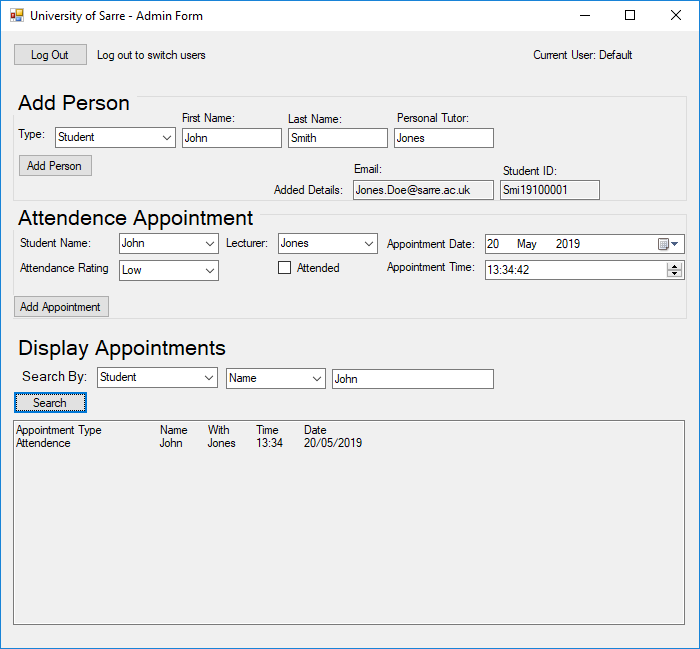 University of Sarre - Admin Form
Log Out Log out to switch users Current User: Default
Add Person
First Name: Last Name: Personal Tutor:
Type: Student John Smith Jones
Add Person
Email: Student ID:
Added Details: Jones.Doe@sarre.ac.uk Smi19100001
Attendence Appointment
Student Name: John Lecturer: Jones Appointment Date: 20 May 2019
Attendance Rating Low Attended Appointment Time: 13:34:42
Add Appointment
Display Appointments
Search By: Student Name John
Search
Appointment Type Name With Time Date
Attendence John Jones 13:34 20/05/2019